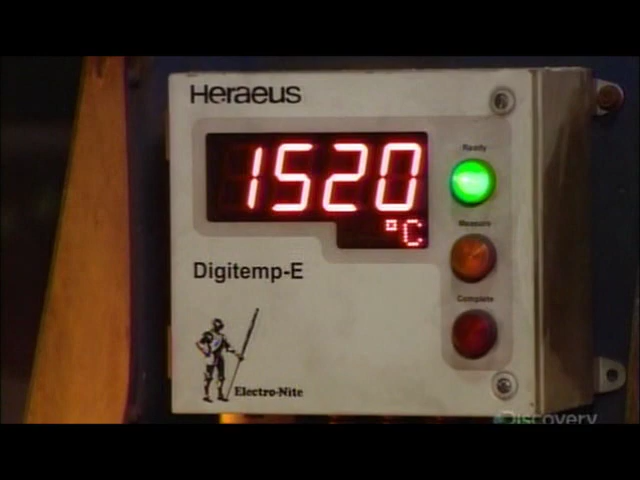 Heraeus
1520
°C
Ready
Measure
Complete
Digitemp-E
Electro-Nite
Discovery